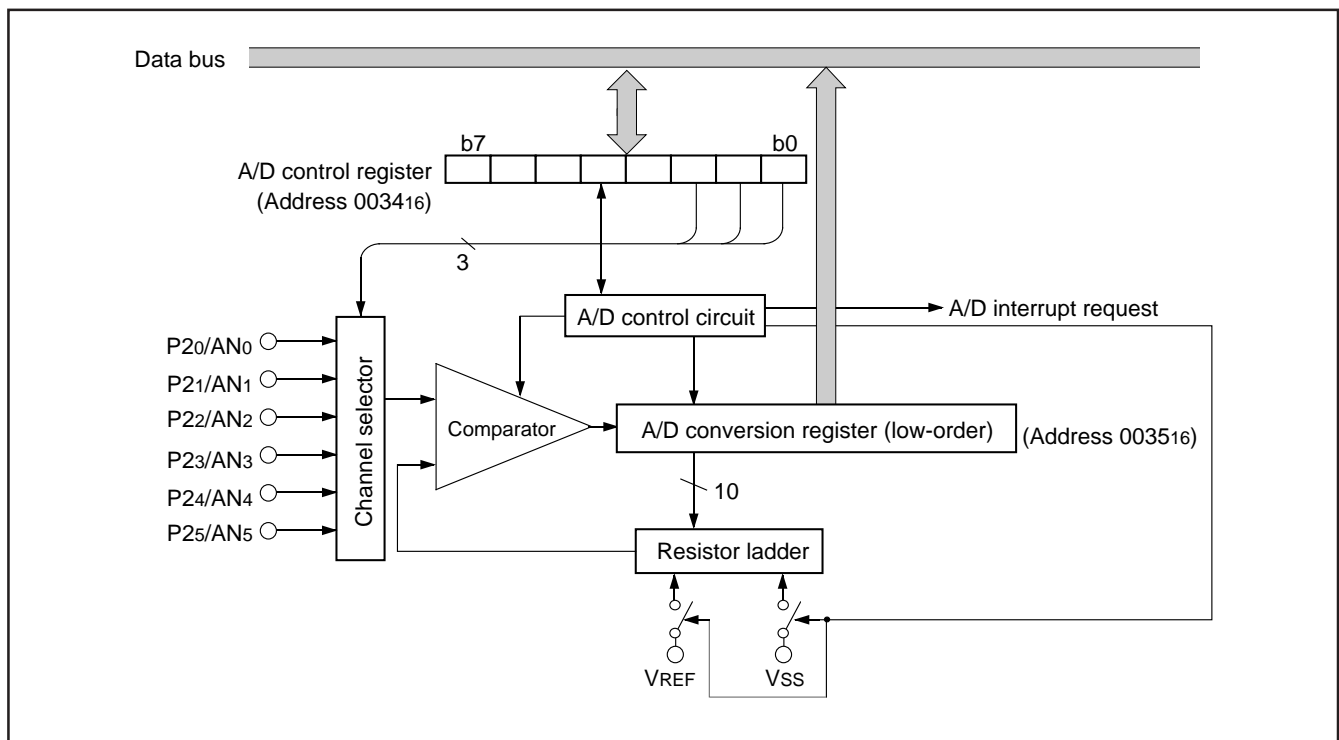 Data bus
b7 b0
A/D control register
(Address 003416)
3
A/D control circuit
A/D interrupt request
P20/AN0
P21/AN1
P22/AN2
P23/AN3
P24/AN4
P25/AN5
Channel selector
Comparator
A/D conversion register (low-order)
(Address 003516)
10
Resistor ladder
VREF
VSS